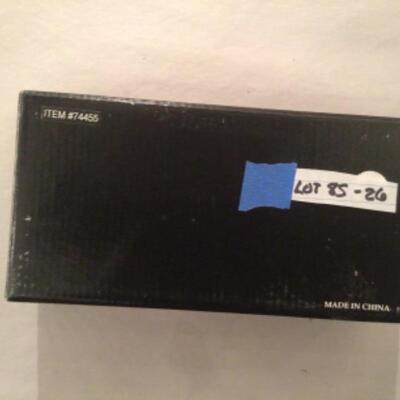 ITEM #74455
LOT 85-26
MADE IN CHINA